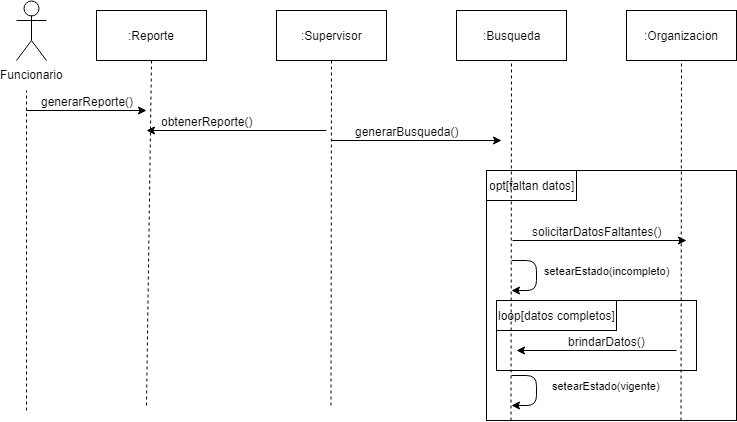 :Reporte
:Supervisor
:Busqueda
:Organizacion
Funcionario
generarReporte()
obtenerReporte()
generarBusqueda()
opt[faltan datos]
solicitarDatosFaltantes()
setearEstado(incompleto)
loop[datos completos]
brindarDatos()
setearEstado(vigente)